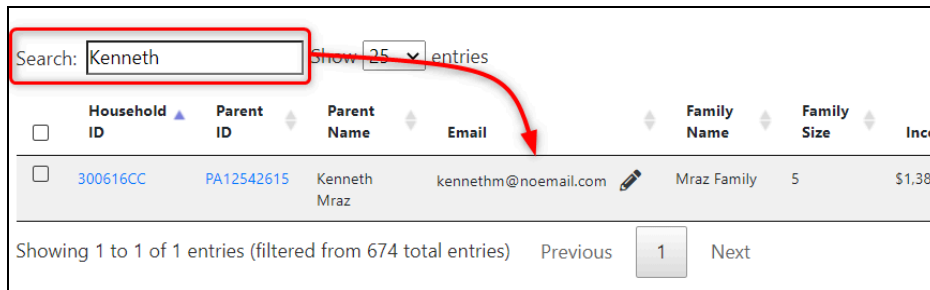 Search: Kenneth Show 25 entries
Household ID Parent ID Parent Name Email Family Name Family Size
300616CC PA12542615 Kenneth Mraz kennethm@noemail.com Mraz Family 5 $1,38
Showing 1 to 1 of 1 entries (filtered from 674 total entries) Previous 1 Next